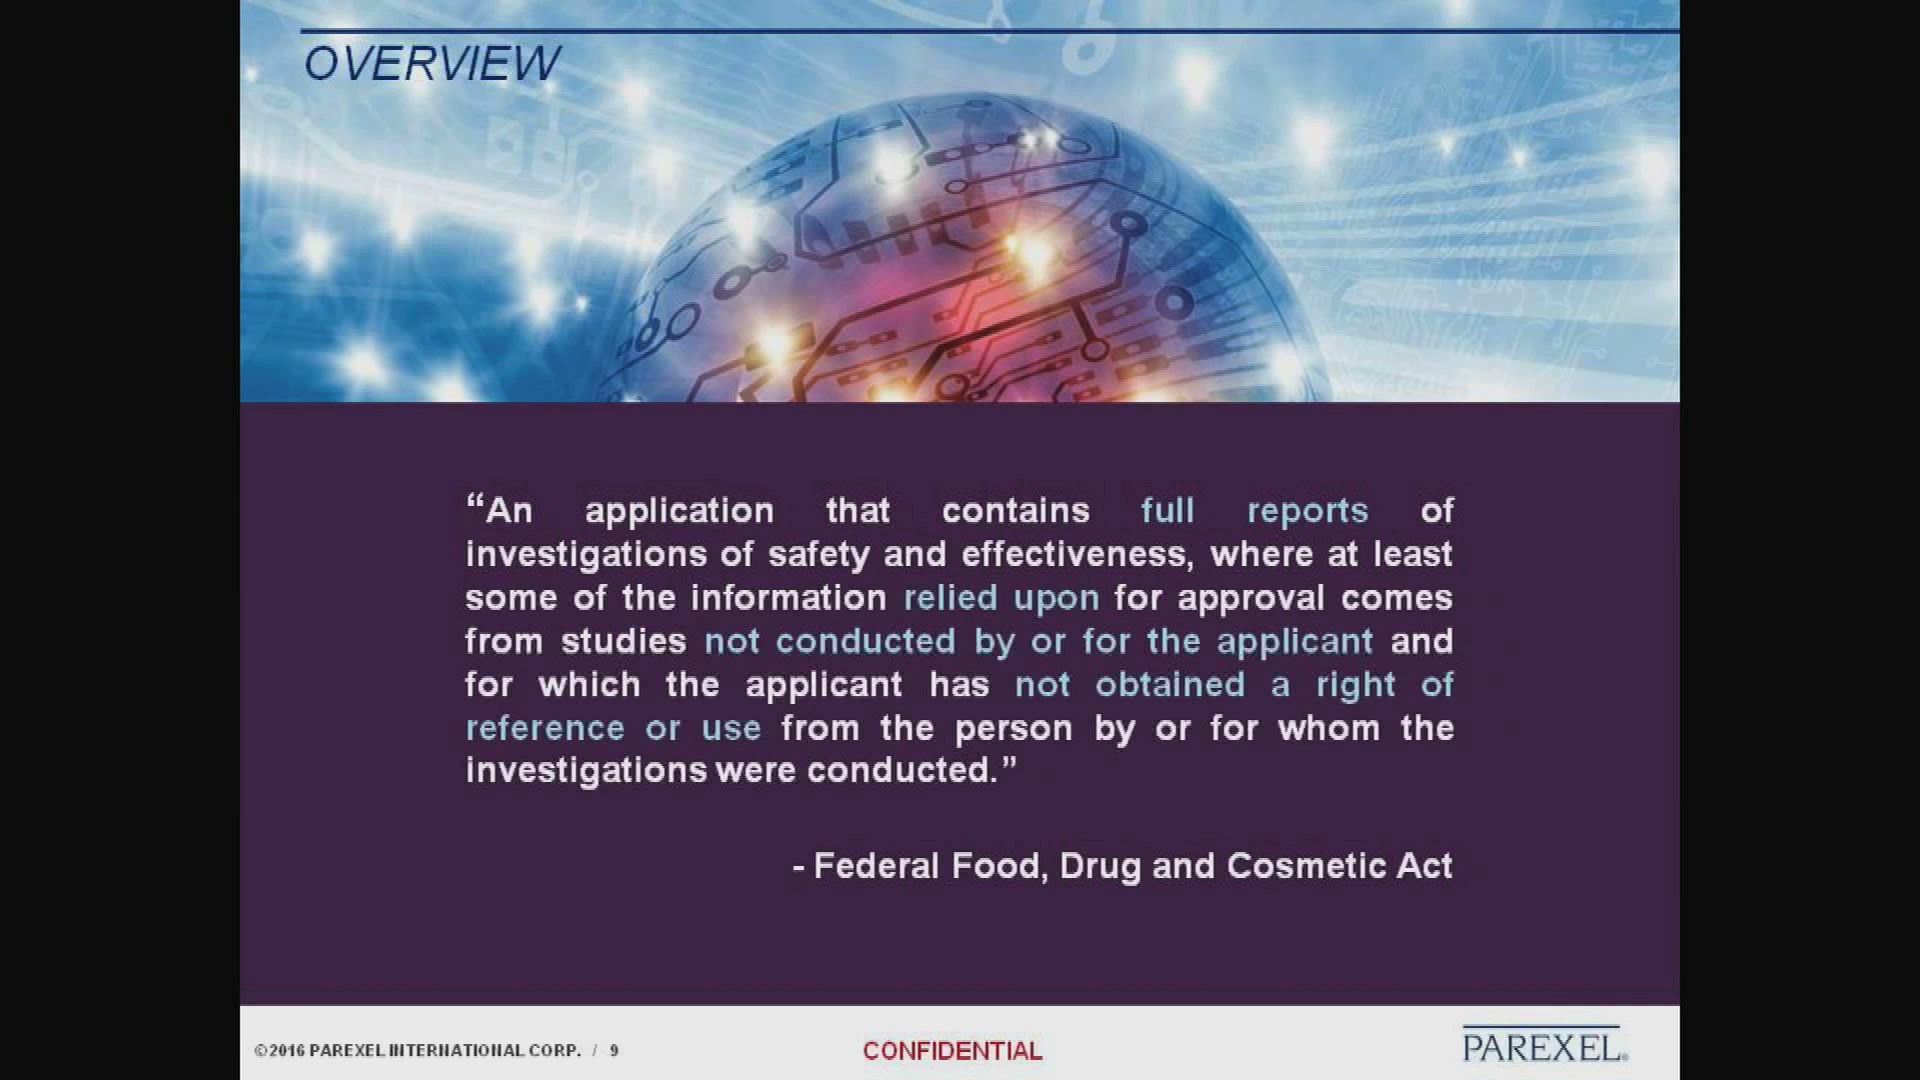 OVERVIEW
“An application that contains full reports of
investigations of safety and effectiveness, where at least
some of the information relied upon for approval comes
from studies not conducted by or for the applicant and
for which the applicant has not obtained a right of
reference or use from the person by or for whom the
investigations were conducted.”
- Federal Food, Drug and Cosmetic Act
©2016 PAREXEL INTERNATIONAL CORP. / 9
CONFIDENTIAL
PAREXEL®